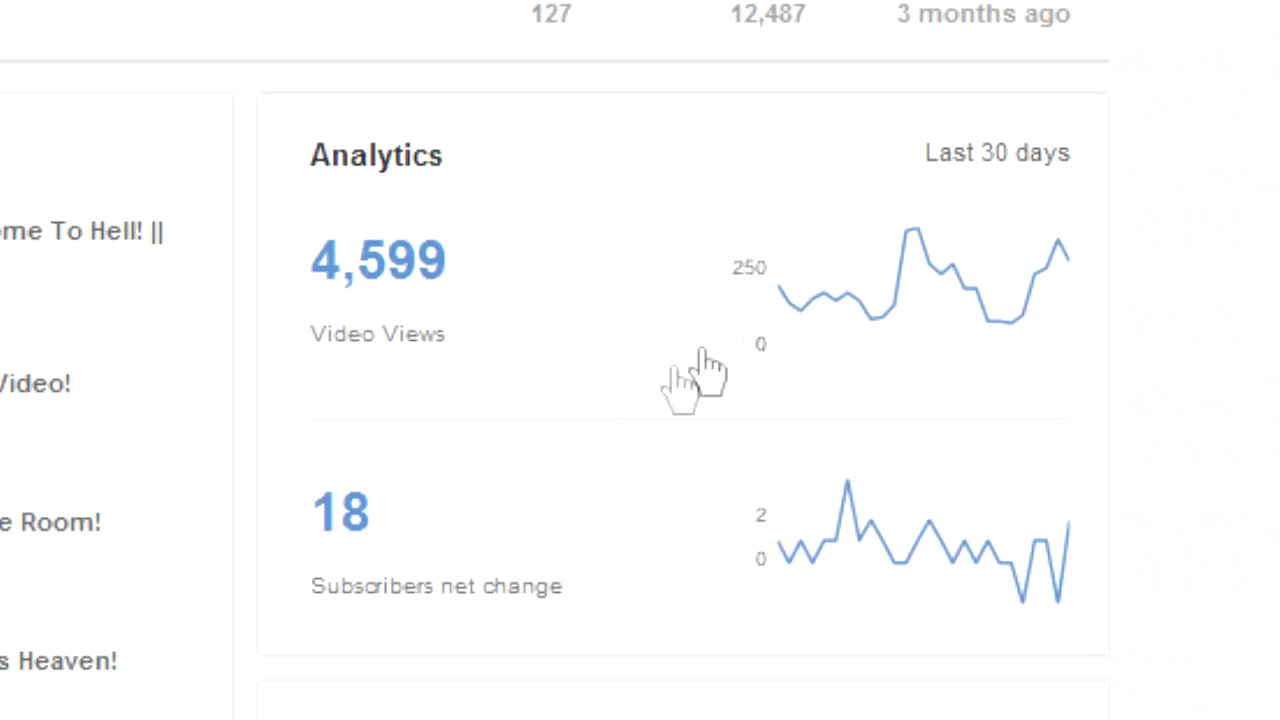 127 12,487 3 months ago
Analytics Last 30 days
ome To Hell! ||
4,599
250
Video Views
0
Video!
18
2
0
e Room!
Subscribers net change
s Heaven!